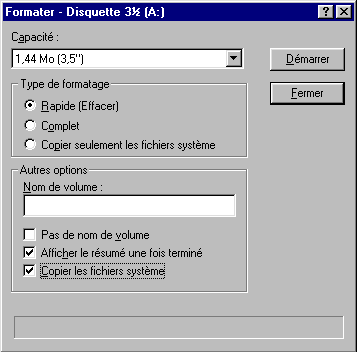 Formater - Disquette 3½ (A:)
Capacité :
1,44 Mo (3,5")
Démarrer
Fermer
Type de formatage
Rapide (Effacer)
Complet
Copier seulement les fichiers système
Autres options
Nom de volume :
Pas de nom de volume
Afficher le résumé une fois terminé
Copier les fichiers système